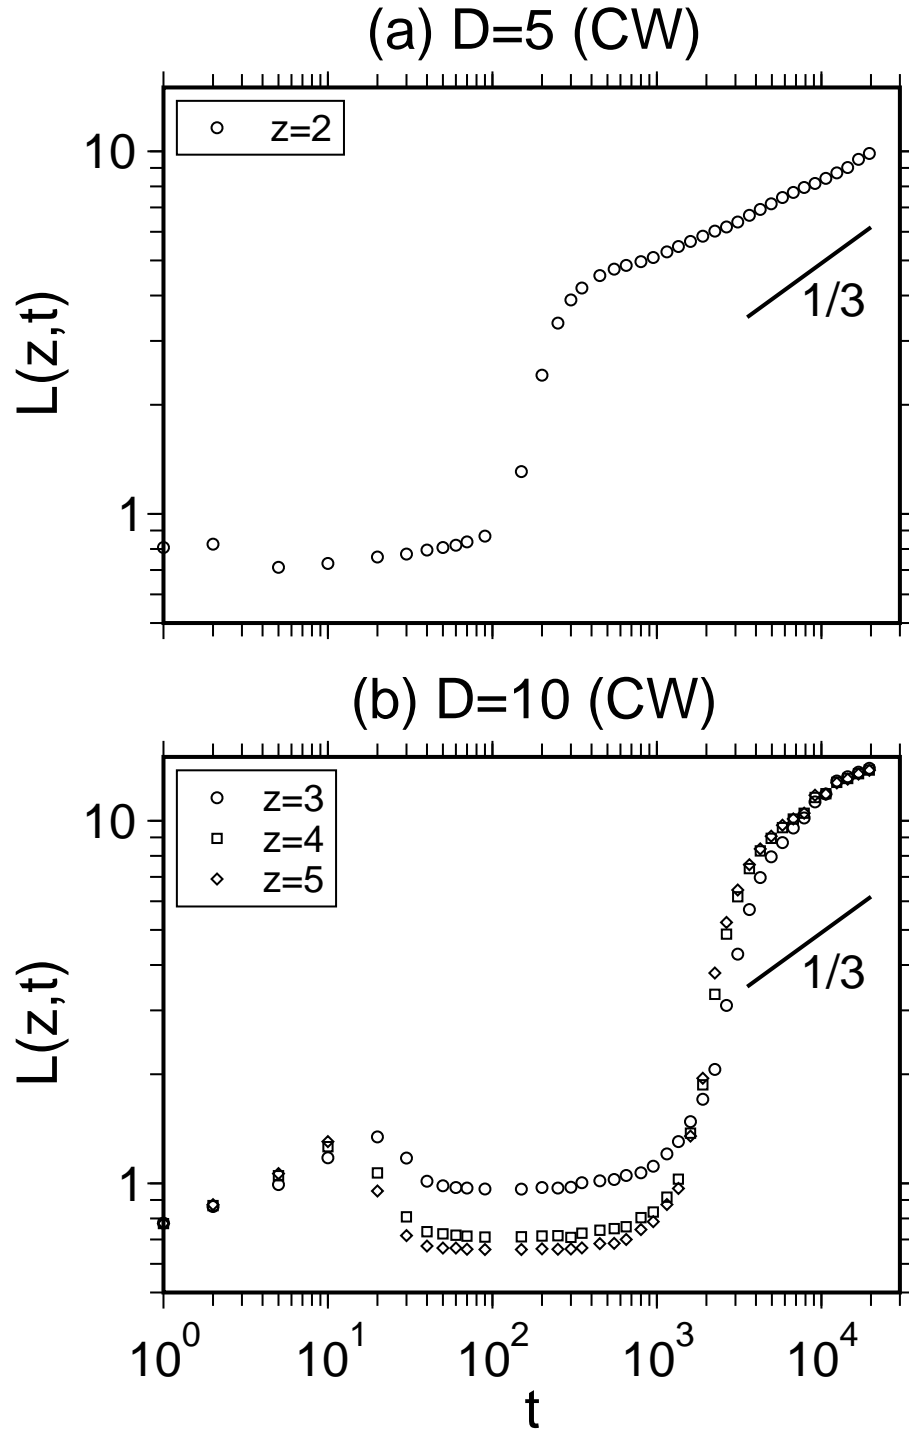 (a) D=5 (CW)
z=2
10
1
L(z,t)
1/3
(b) D=10 (CW)
z=3
z=4
z=5
10
1
L(z,t)
1/3
10^0 10^1 10^2 10^3 10^4
t